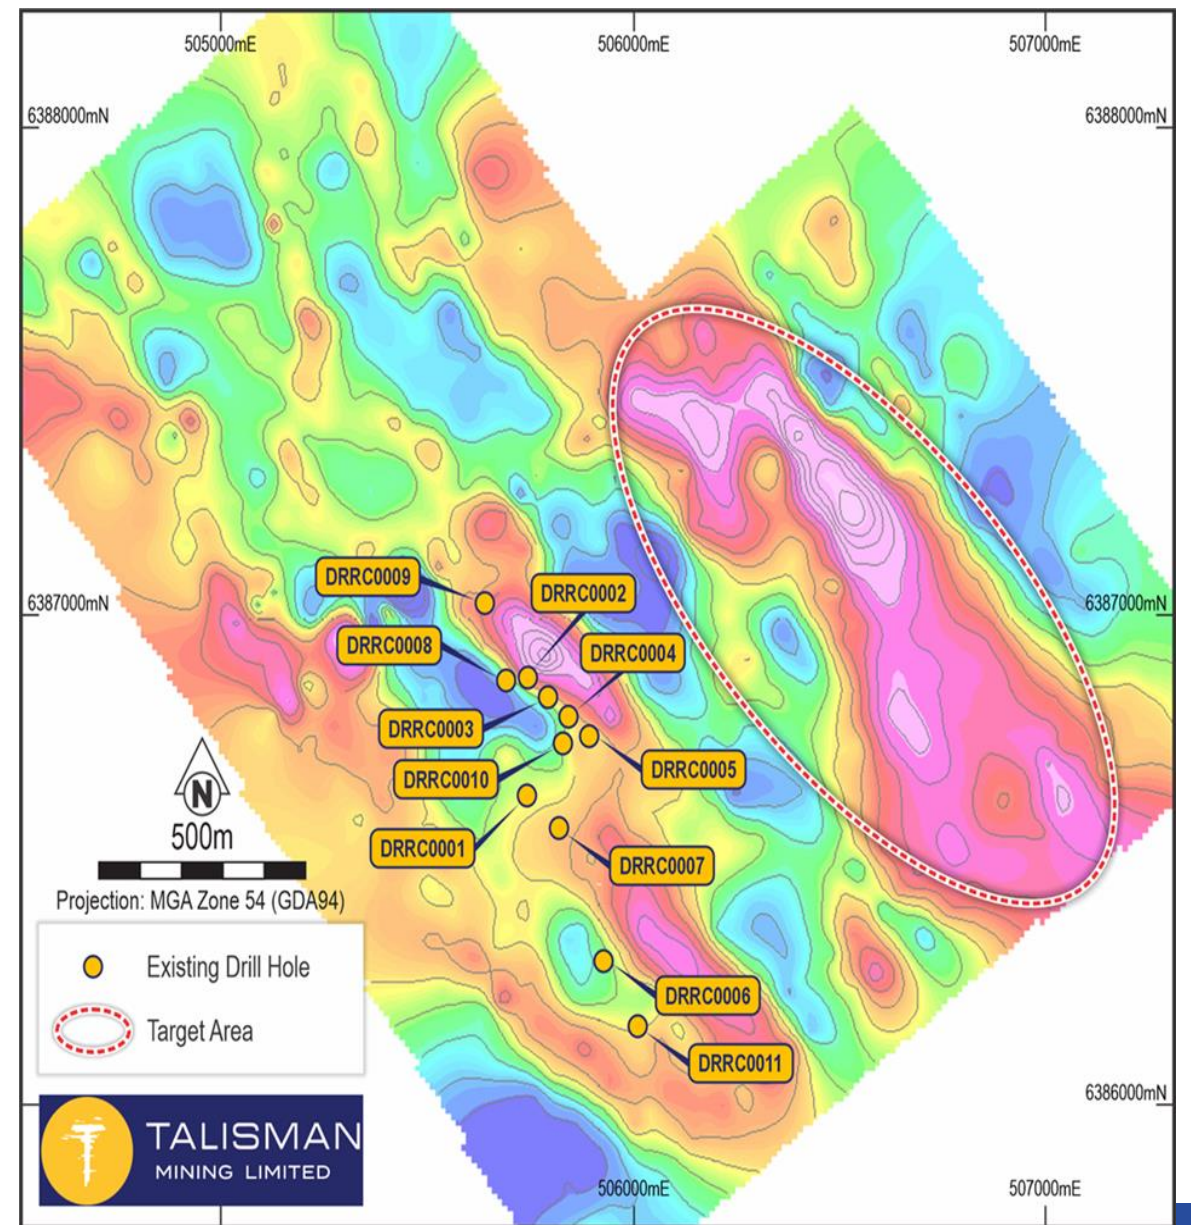 505000mE
506000mE
507000mE
6388000mN
6388000mN
DRRC0009
DRRC0002
6387000mN
6387000mN
DRRC0008
DRRC0004
DRRC0003
DRRC0005
DRRC0010
N
500m
DRRC0001
DRRC0007
Projection: MGA Zone 54 (GDA94)
Existing Drill Hole
DRRC0006
Target Area
DRRC0011
6386000mN
TALISMAN
MINING LIMITED
506000mE
507000mE